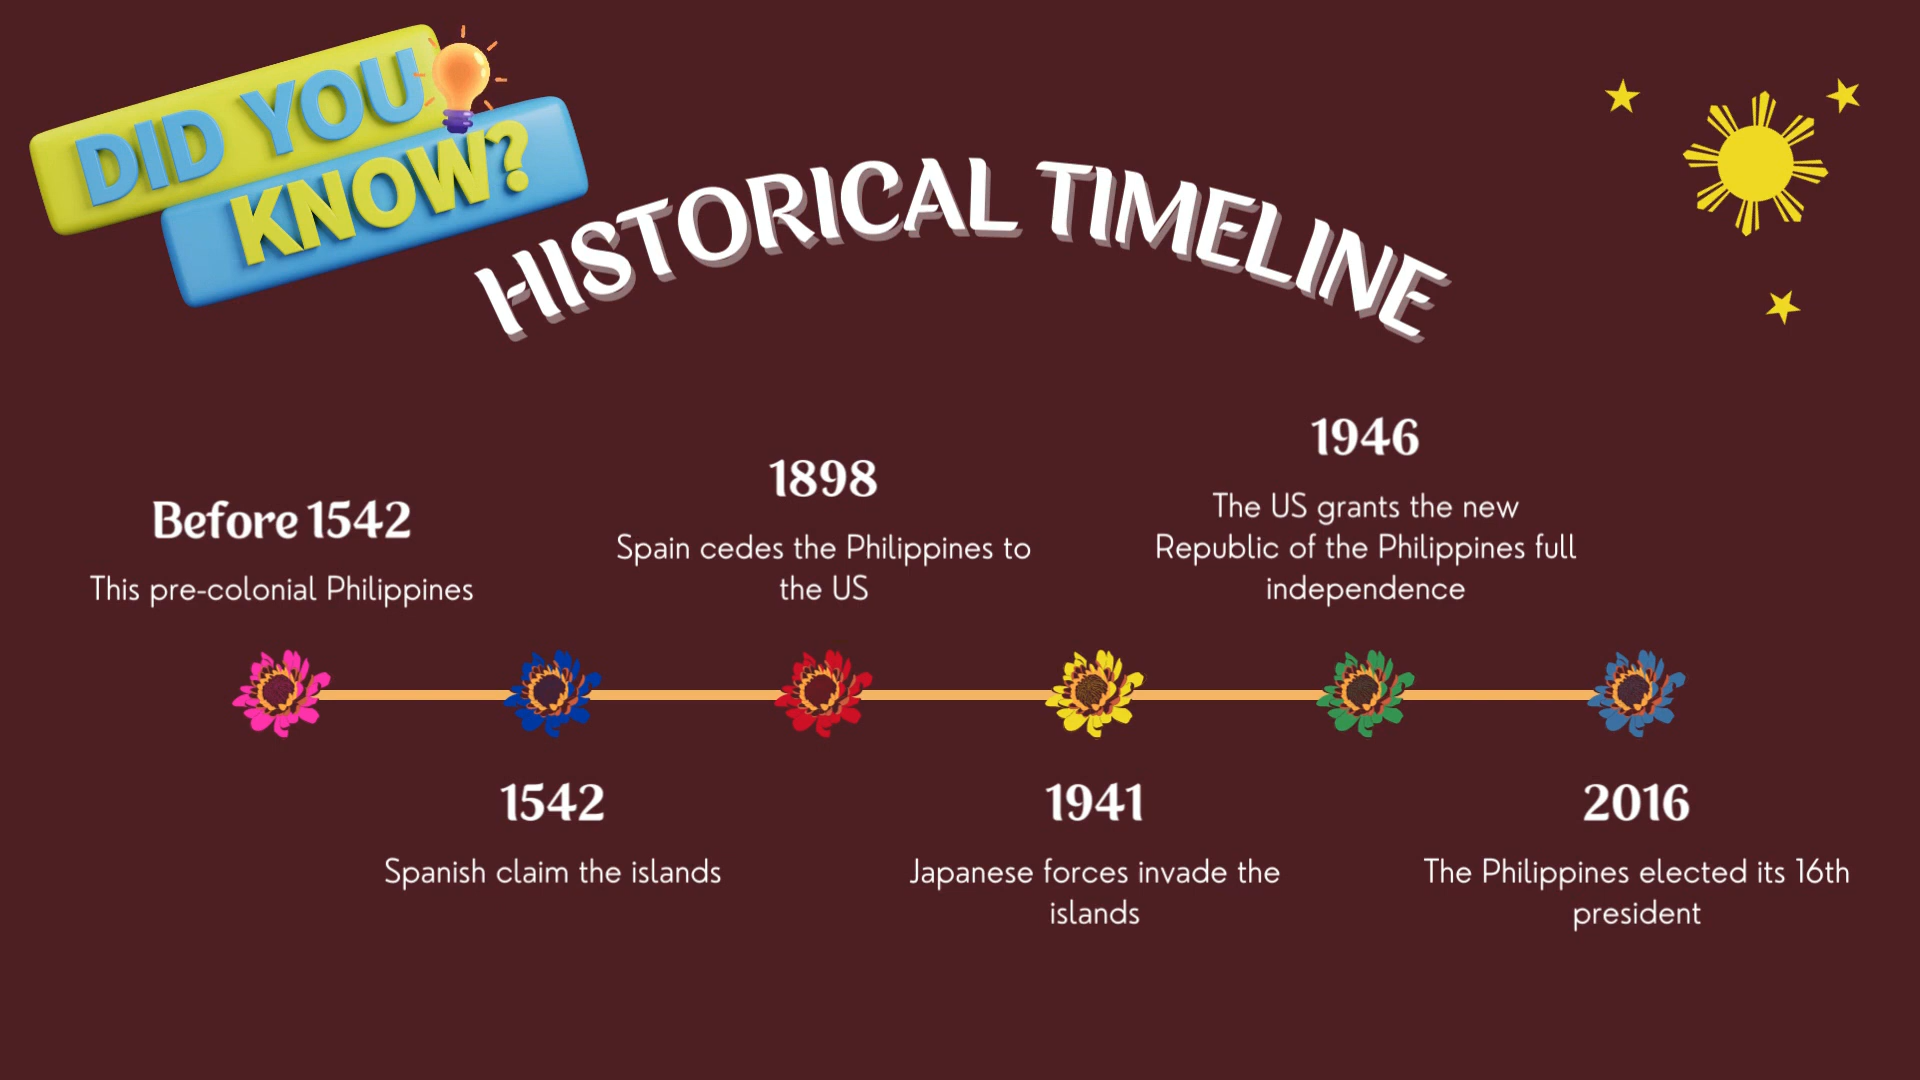 DID YOU
KNOW?
HISTORICAL TIMELINE
Before 1542
This pre-colonial Philippines
1542
Spanish claim the islands
1898
Spain cedes the Philippines to
the US
1941
Japanese forces invade the
islands
1946
The US grants the new
Republic of the Philippines full
independence
2016
The Philippines elected its 16th
president